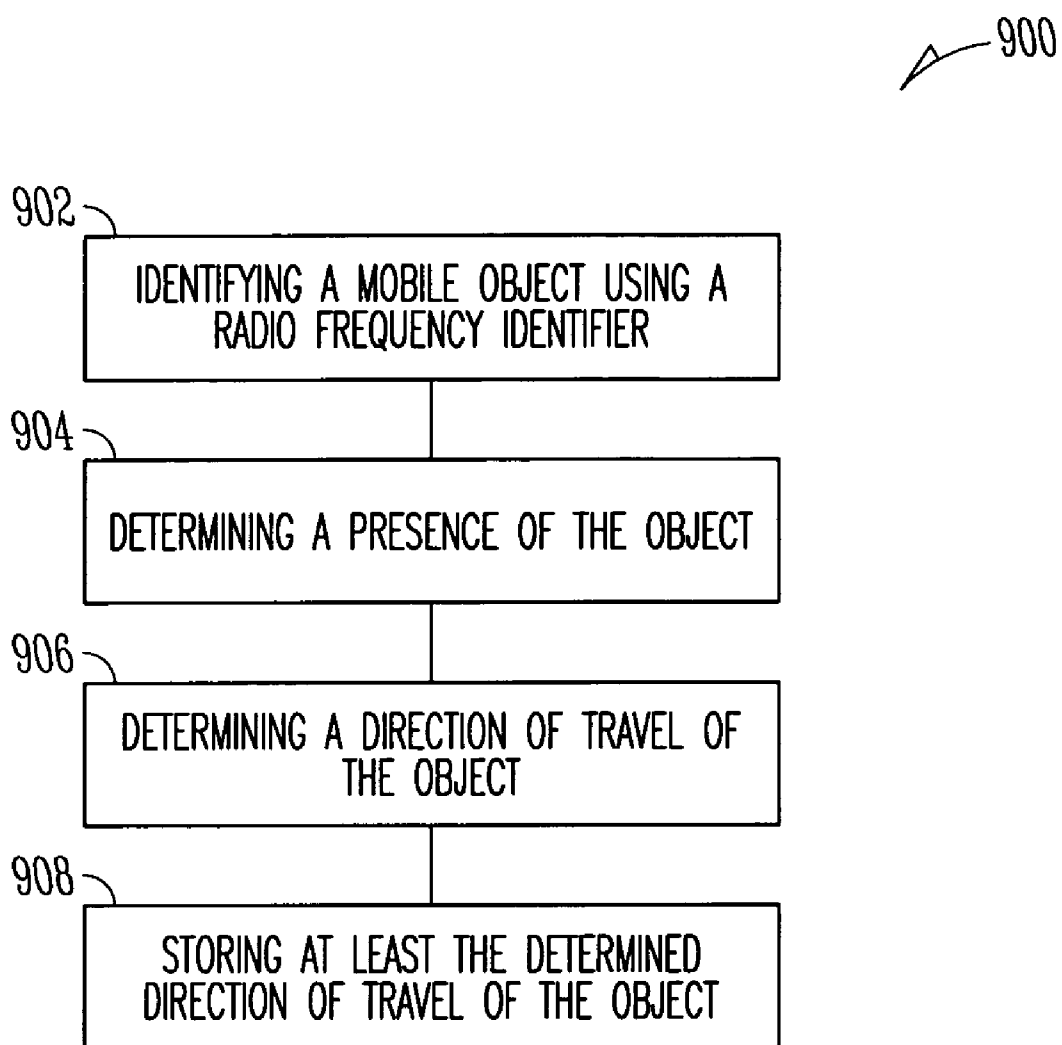 900
902
IDENTIFYING A MOBILE OBJECT USING A
RADIO FREQUENCY IDENTIFIER
904
DETERMINING A PRESENCE OF THE OBJECT
906
DETERMINING A DIRECTION OF TRAVEL OF
THE OBJECT
908
STORING AT LEAST THE DETERMINED
DIRECTION OF TRAVEL OF THE OBJECT